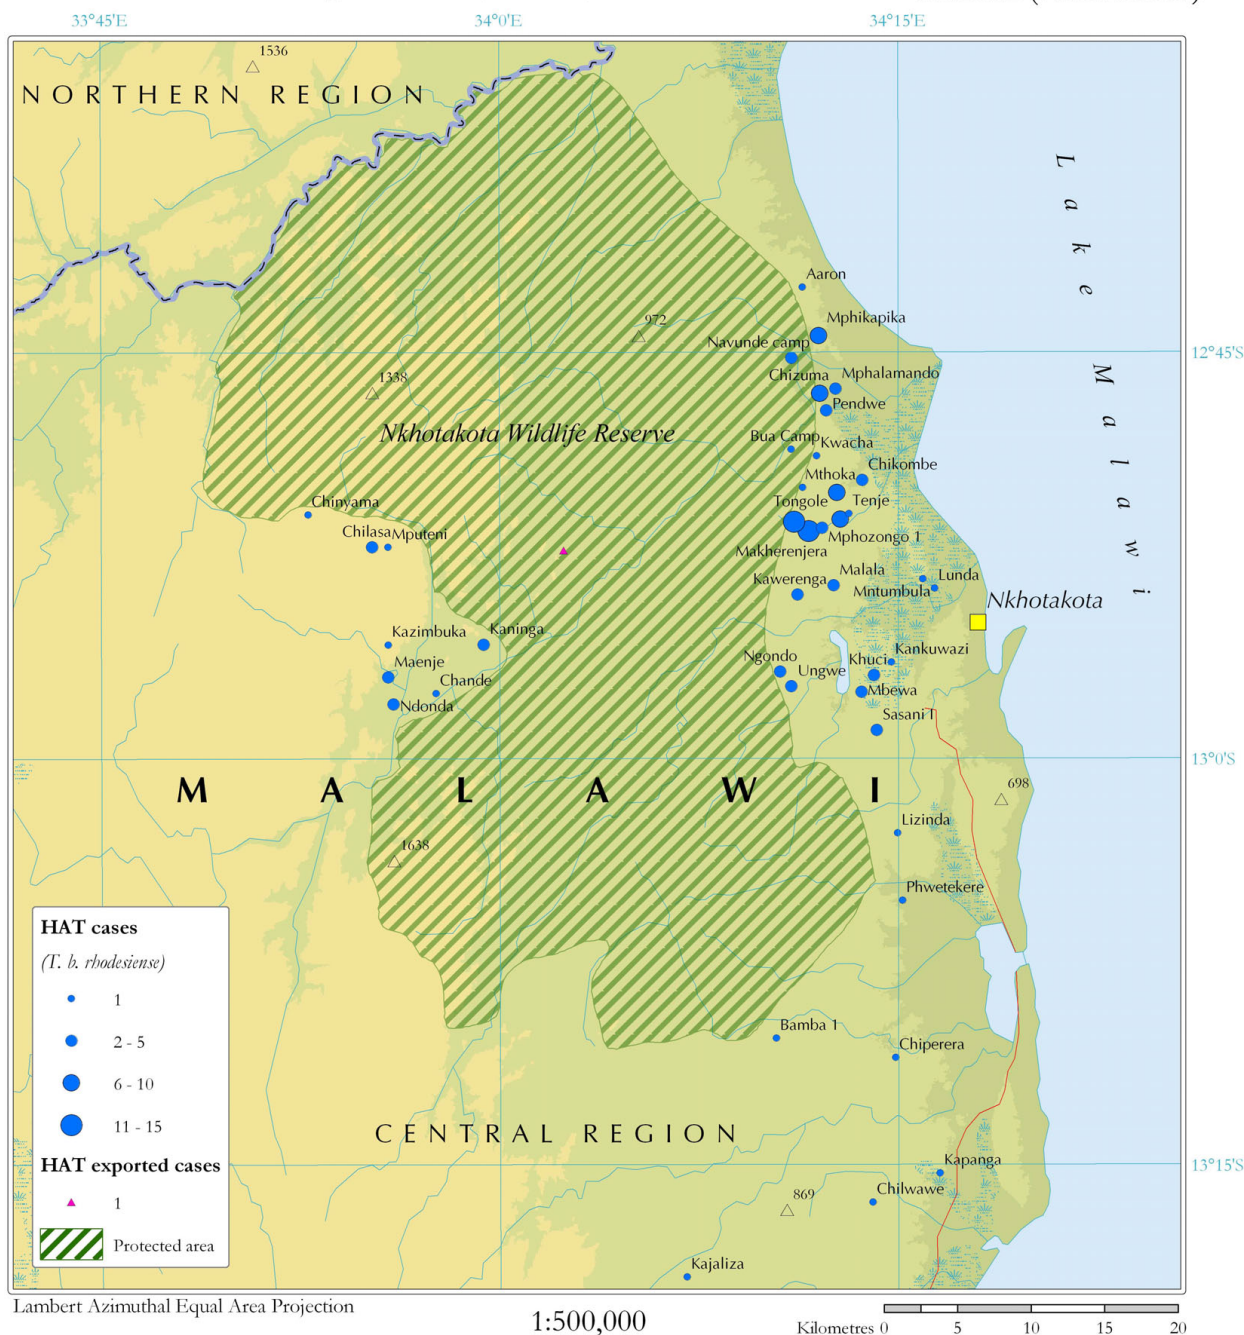 33°45'E
34°0'E
34°15'E
1536
NORTHERN REGION
Lake Malawi
Aaron
Mphikapika
972
Navunde camp
12°45'S
Chizuma
Mphalamando
1338
Pendwe
Nkhotakota Wildlife Reserve
Bua Camp
Kwacha
Chikombe
Mthoka
Chinyama
Tongole
Tenje
Chilasa
Mputeni
Mphozongo 1
Makherenjera
Malala
Kawerenga
Lunda
Mntumbula
Nkhotakota
Kazimbuka
Kaninga
Kankuwazi
Maenje
Ngondo
Khuci
Ungwe
Chande
Mbewa
Ndonda
Sasani 1
13°0'S
MALAWI
698
Lizinda
1638
Phwetekere
HAT cases
(T. b. rhodesiense)
1
2 - 5
6 - 10
11 - 15
HAT exported cases
1
Protected area
Bamba 1
Chiperera
CENTRAL REGION
Kapanga
13°15'S
Chilwawe
869
Kajaliza
Lambert Azimuthal Equal Area Projection
1:500,000
Kilometres 0 5 10 15 20